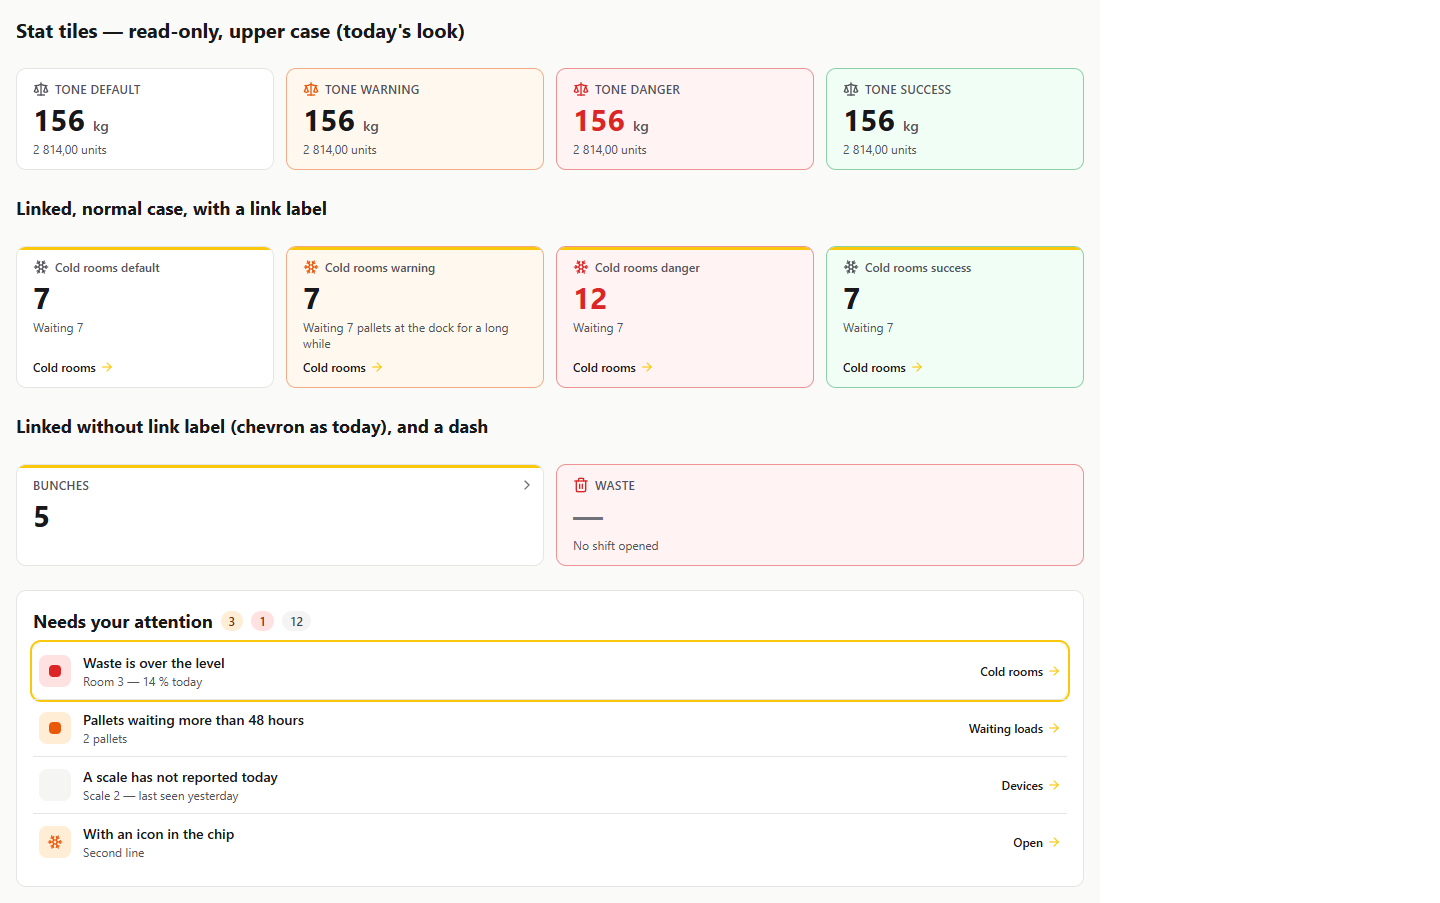 Stat tiles — read-only, upper case (today's look)
TONE DEFAULT
156 kg
2 814,00 units
TONE WARNING
156 kg
2 814,00 units
TONE DANGER
156 kg
2 814,00 units
TONE SUCCESS
156 kg
2 814,00 units
Linked, normal case, with a link label
Cold rooms default
7
Waiting 7
Cold rooms →
Cold rooms warning
7
Waiting 7 pallets at the dock for a long
while
Cold rooms →
Cold rooms danger
12
Waiting 7
Cold rooms →
Cold rooms success
7
Waiting 7
Cold rooms →
Linked without link label (chevron as today), and a dash
BUNCHES
5
WASTE
—
No shift opened
Needs your attention 3 1 12
Waste is over the level
Room 3 — 14 % today
Cold rooms →
Pallets waiting more than 48 hours
2 pallets
Waiting loads →
A scale has not reported today
Scale 2 — last seen yesterday
Devices →
With an icon in the chip
Second line
Open →